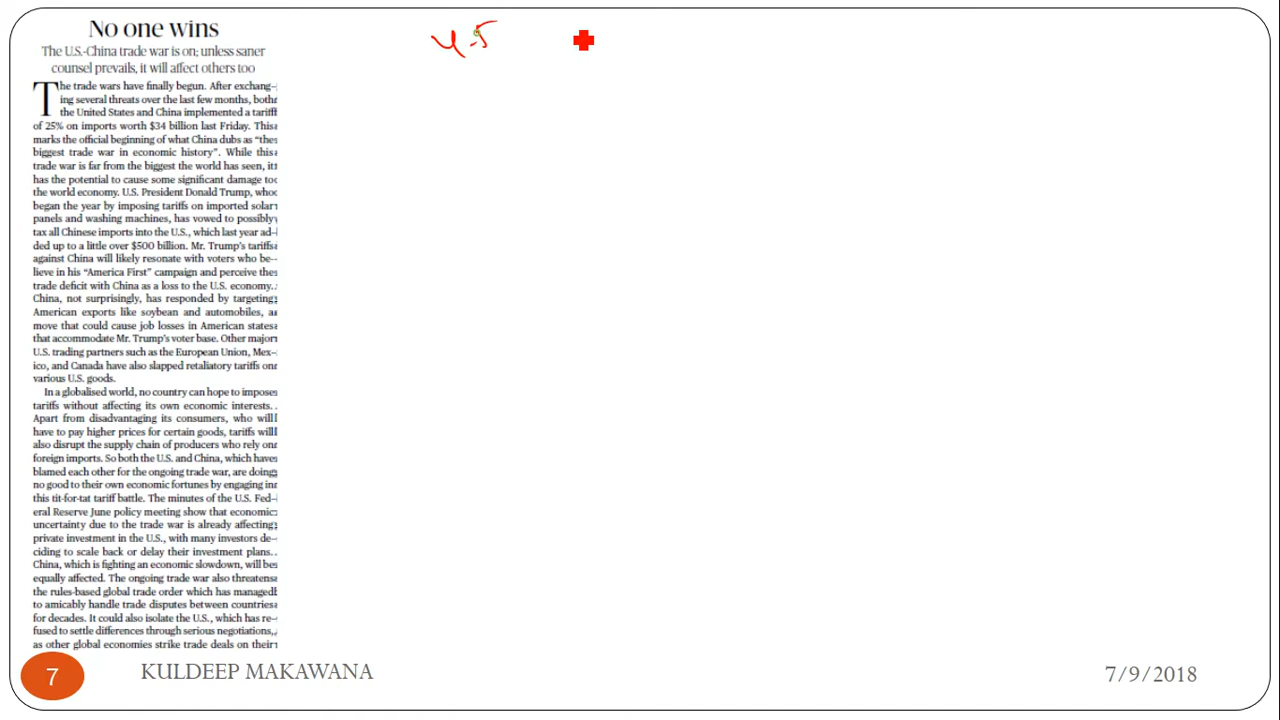 No one wins
The U.S.-China trade war is on; unless saner
counsel prevails, it will affect others too
The trade wars have finally begun. After exchang-
ing several threats over the last few months, both
the United States and China implemented a tariff
of 25% on imports worth $34 billion last Friday. This
marks the official beginning of what China dubs as “the
biggest trade war in economic history”. While this
trade war is far from the biggest the world has seen, it
has the potential to cause some significant damage to
the world economy. U.S. President Donald Trump, who
began the year by imposing tariffs on imported solar
panels and washing machines, has vowed to possibly
tax all Chinese imports into the U.S., which last year ad-
ded up to a little over $500 billion. Mr. Trump’s tariffs
against China will likely resonate with voters who be-
lieve in his “America First” campaign and perceive the
trade deficit with China as a loss to the U.S. economy.
China, not surprisingly, has responded by targeting
American exports like soybean and automobiles, a
move that could cause job losses in American states
that accommodate Mr. Trump’s voter base. Other major
U.S. trading partners such as the European Union, Mex-
ico, and Canada have also slapped retaliatory tariffs on
various U.S. goods.
In a globalised world, no country can hope to impose
tariffs without affecting its own economic interests.
Apart from disadvantaging its consumers, who will
have to pay higher prices for certain goods, tariffs will
also disrupt the supply chain of producers who rely on
foreign imports. So both the U.S. and China, which have
blamed each other for the ongoing trade war, are doing
no good to their own economic fortunes by engaging in
this tit-for-tat tariff battle. The minutes of the U.S. Fed-
eral Reserve June policy meeting show that economic
uncertainty due to the trade war is already affecting
private investment in the U.S., with many investors de-
ciding to scale back or delay their investment plans.
China, which is fighting an economic slowdown, will be
equally affected. The ongoing trade war also threatens
the rules-based global trade order which has managed
to amicably handle trade disputes between countries
for decades. It could also isolate the U.S., which has re-
fused to settle differences through serious negotiations,
as other global economies strike trade deals on their
7
KULDEEP MAKAWANA
7/9/2018